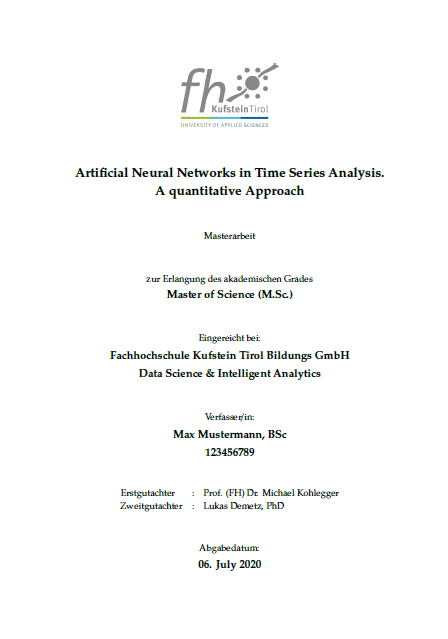 fh
KufsteinTirol
UNIVERSITY OF APPLIED SCIENCES
Artificial Neural Networks in Time Series Analysis.
A quantitative Approach
Masterarbeit
zur Erlangung des akademischen Grades
Master of Science (M.Sc.)
Eingereicht bei:
Fachhochschule Kufstein Tirol Bildungs GmbH
Data Science & Intelligent Analytics
Verfasser/in:
Max Mustermann, BSc
123456789
Erstgutachter : Prof. (FH) Dr. Michael Kohlegger
Zweitgutachter : Lukas Demetz, PhD
Abgabedatum:
06. July 2020